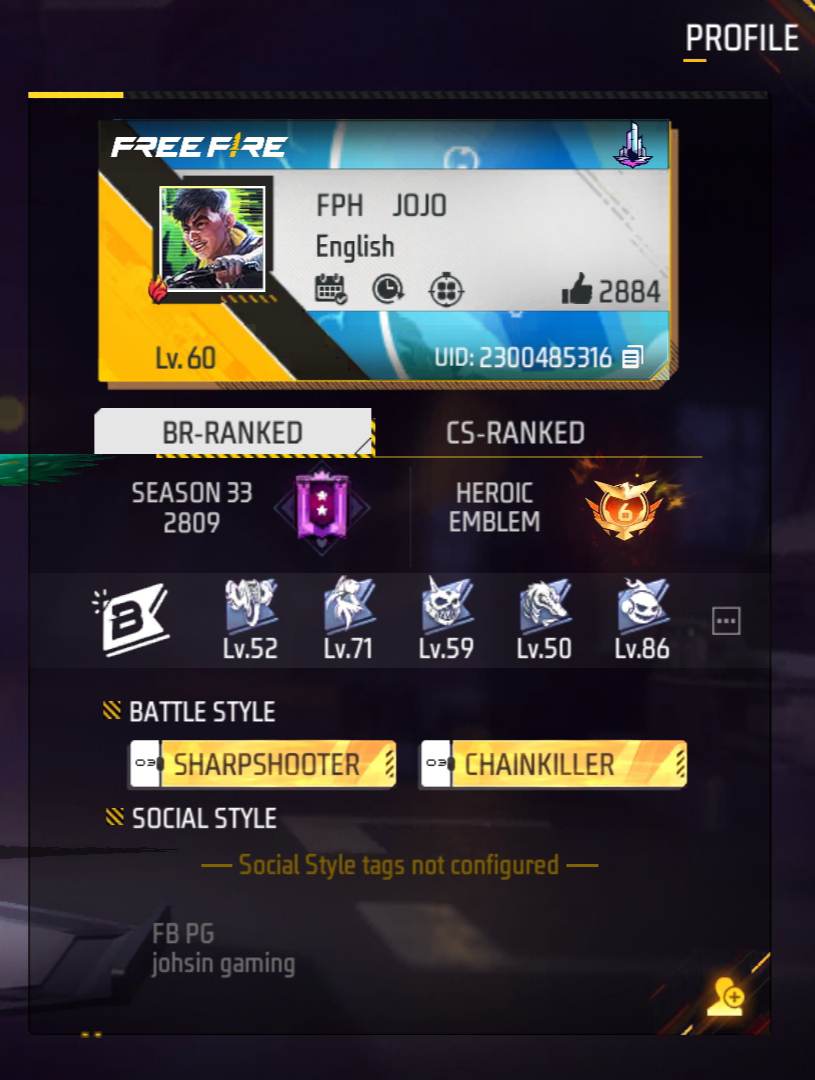 PROFILE
FREE FIRE
FPH JOJO
English
2884
Lv. 60
UID: 2300485316
BR-RANKED
CS-RANKED
SEASON 33
2809
HEROIC
EMBLEM
6
B
Lv.52
Lv.71
Lv.59
Lv.50
Lv.86
BATTLE STYLE
SHARPSHOOTER
CHAINKILLER
SOCIAL STYLE
Social Style tags not configured
FB PG
johsin gaming